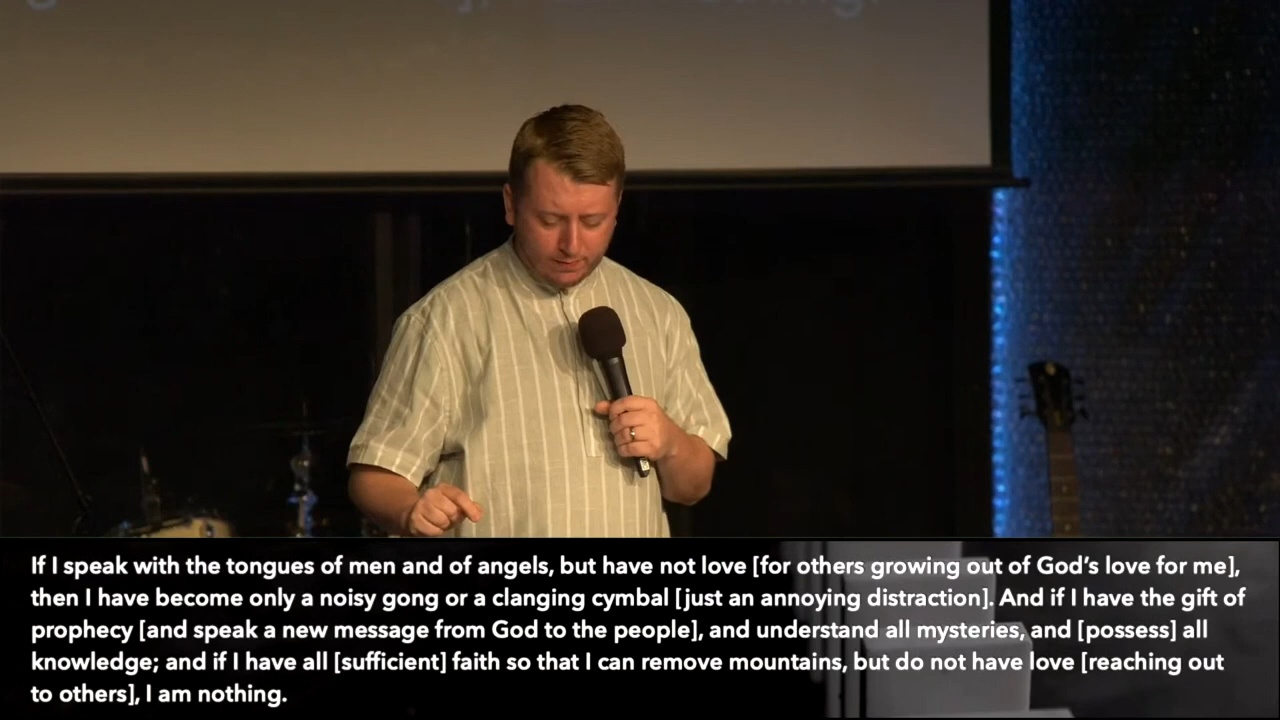 If I speak with the tongues of men and of angels, but have not love [for others growing out of God's love for me],
then I have become only a noisy gong or a clanging cymbal [just an annoying distraction]. And if I have the gift of
prophecy [and speak a new message from God to the people], and understand all mysteries, and [possess] all
knowledge; and if I have all [sufficient] faith so that I can remove mountains, but do not have love [reaching out
to others], I am nothing.